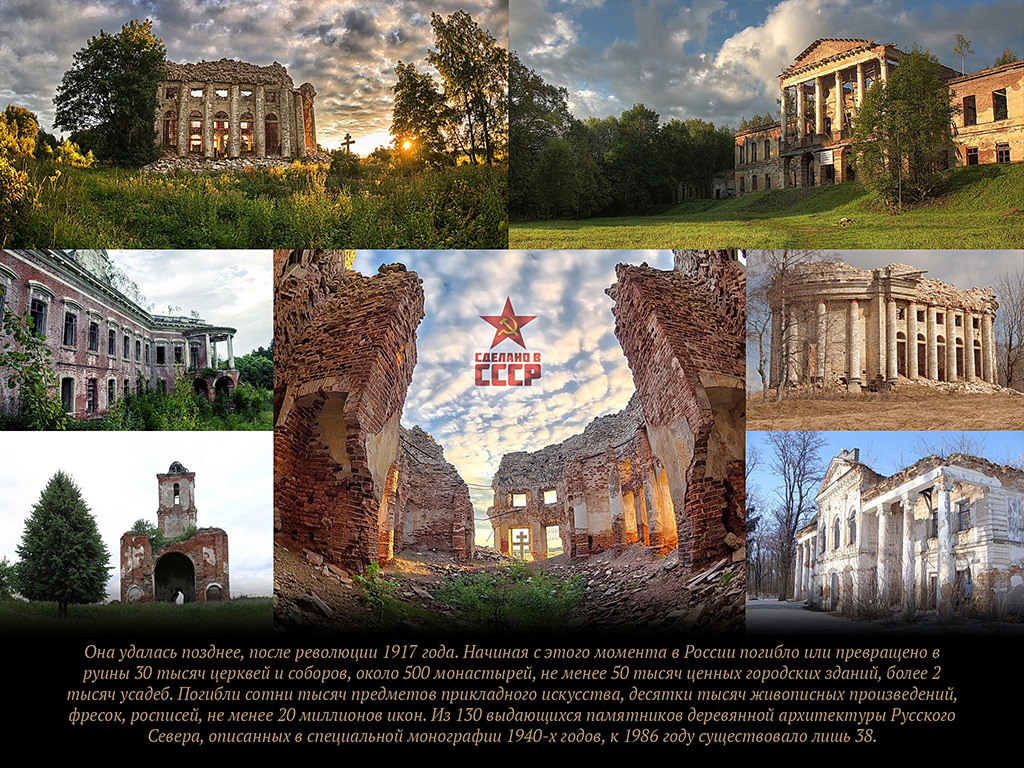 СДЕЛАНО В
СССР
Она удалась позднее, после революции 1917 года. Начиная с этого момента в России погибло или превращено в
руины 30 тысяч церквей и соборов, около 500 монастырей, не менее 50 тысяч ценных городских зданий, более 2
тысяч усадеб. Погибли сотни тысяч предметов прикладного искусства, десятки тысяч живописных произведений,
фресок, росписей, не менее 20 миллионов икон. Из 130 выдающихся памятников деревянной архитектуры Русского
Севера, описанных в специальной монографии 1940-х годов, к 1986 году существовало лишь 38.